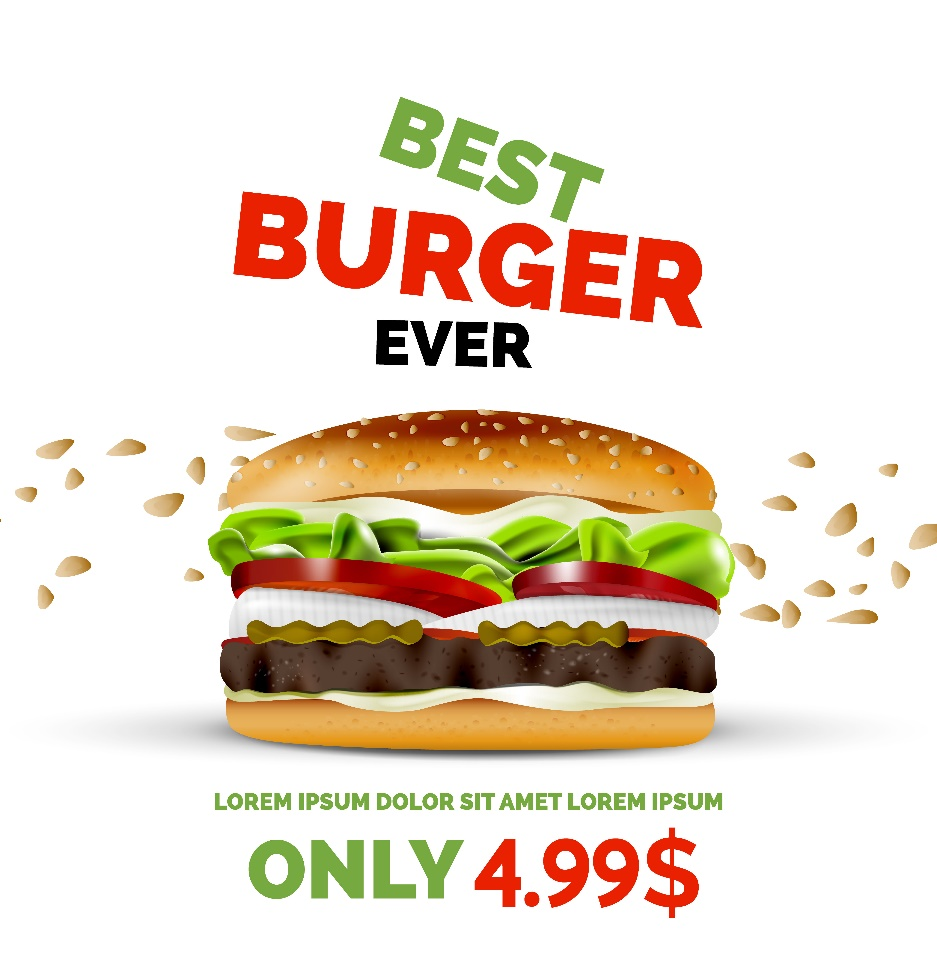 BEST
BURGER
EVER
LOREM IPSUM DOLOR SIT AMET LOREM IPSUM
ONLY 4.99$